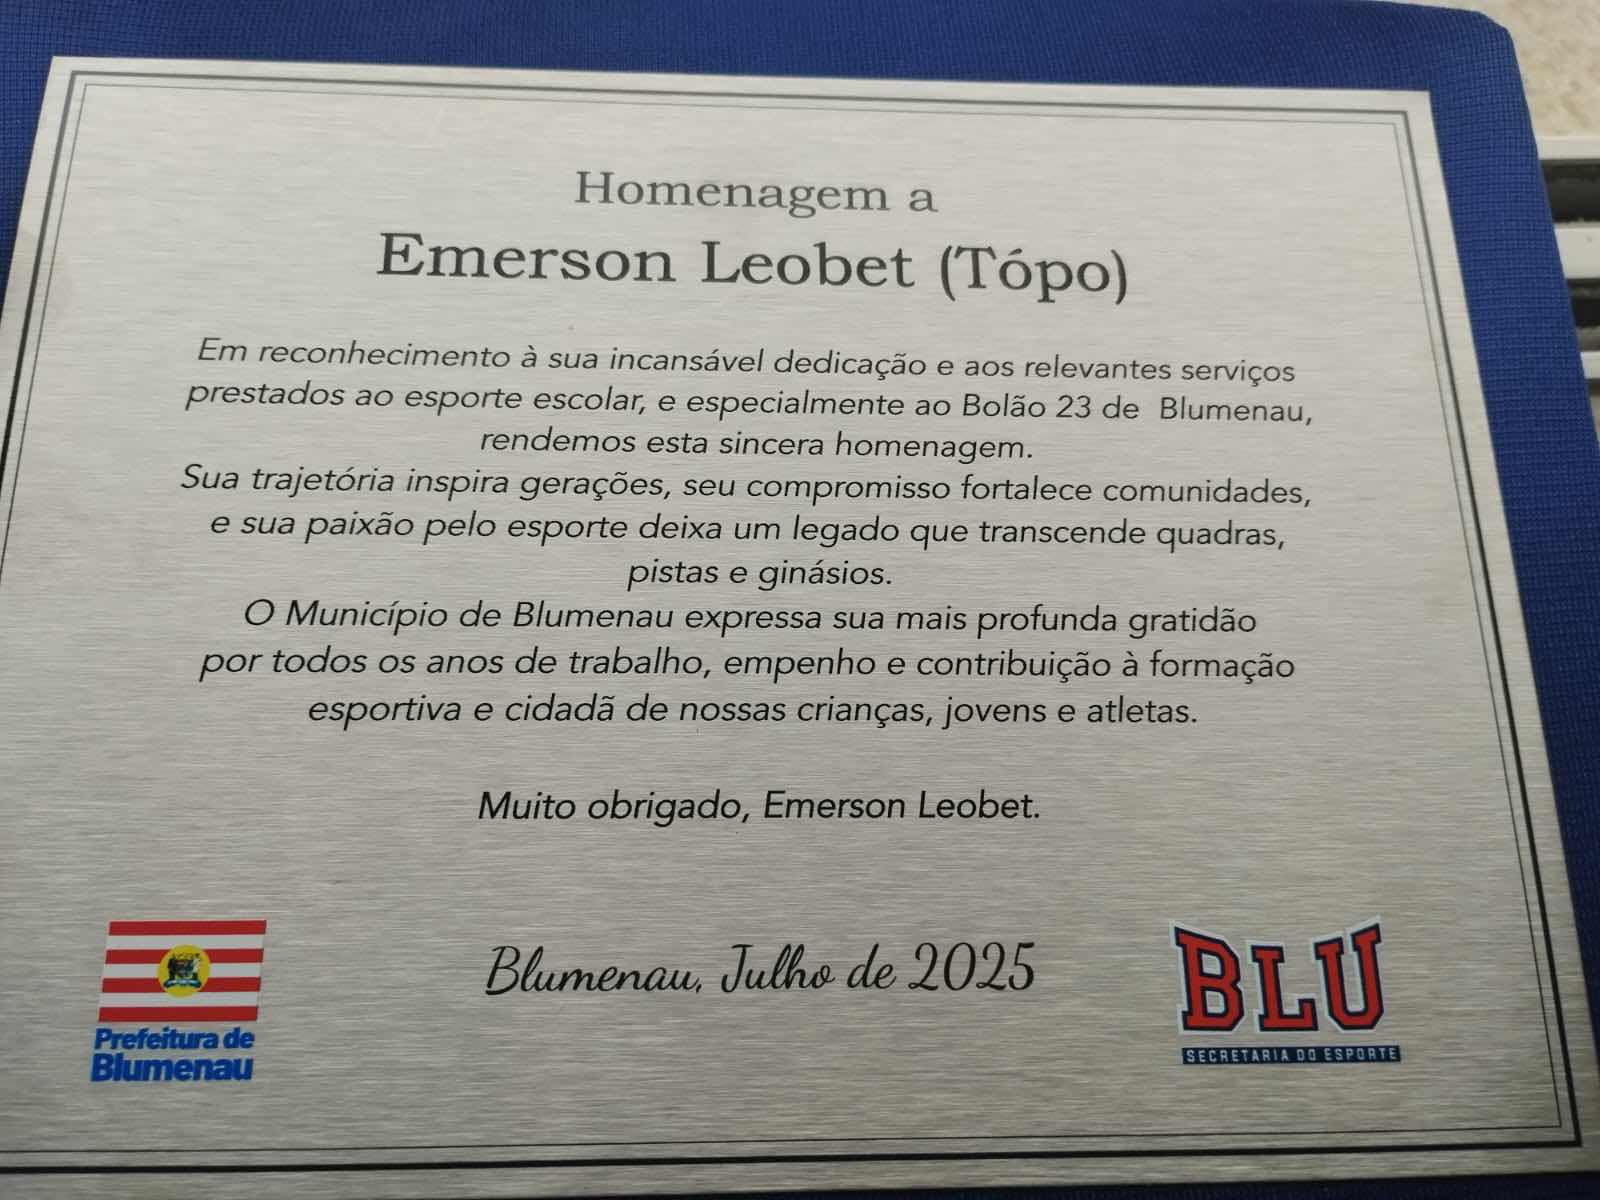 Homenagem a
Emerson Leobet (Tópo)
Em reconhecimento à sua incansável dedicação e aos relevantes serviços
prestados ao esporte escolar, e especialmente ao Bolão 23 de Blumenau,
rendemos esta sincera homenagem.
Sua trajetória inspira gerações, seu compromisso fortalece comunidades,
e sua paixão pelo esporte deixa um legado que transcende quadras,
pistas e ginásios.
O Município de Blumenau expressa sua mais profunda gratidão
por todos os anos de trabalho, empenho e contribuição à formação
esportiva e cidadã de nossas crianças, jovens e atletas.
Muito obrigado, Emerson Leobet.
Blumenau, Julho de 2025
Prefeitura de
Blumenau
BLU
SECRETARIA DO ESPORTE